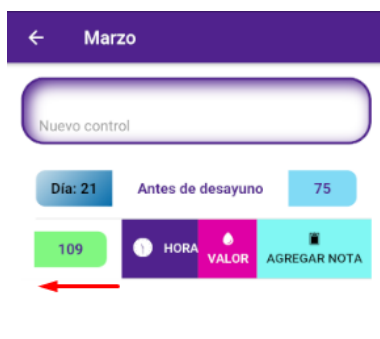 Marzo
Nuevo control
Día: 21 Antes de desayuno 75
109 HORA VALOR AGREGAR NOTA